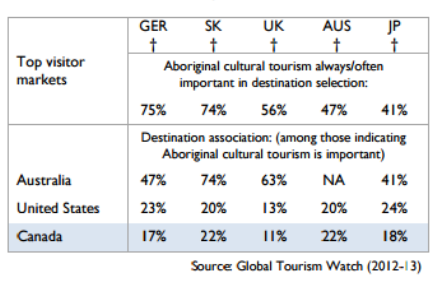 GER SK UK AUS JP
† † † † †
Top visitor
markets
Aboriginal cultural tourism always/often
important in destination selection:
75% 74% 56% 47% 41%
Destination association: (among those indicating
Aboriginal cultural tourism is important)
Australia 47% 74% 63% NA 41%
United States 23% 20% 13% 20% 24%
Canada 17% 22% 11% 22% 18%
Source: Global Tourism Watch (2012-13)